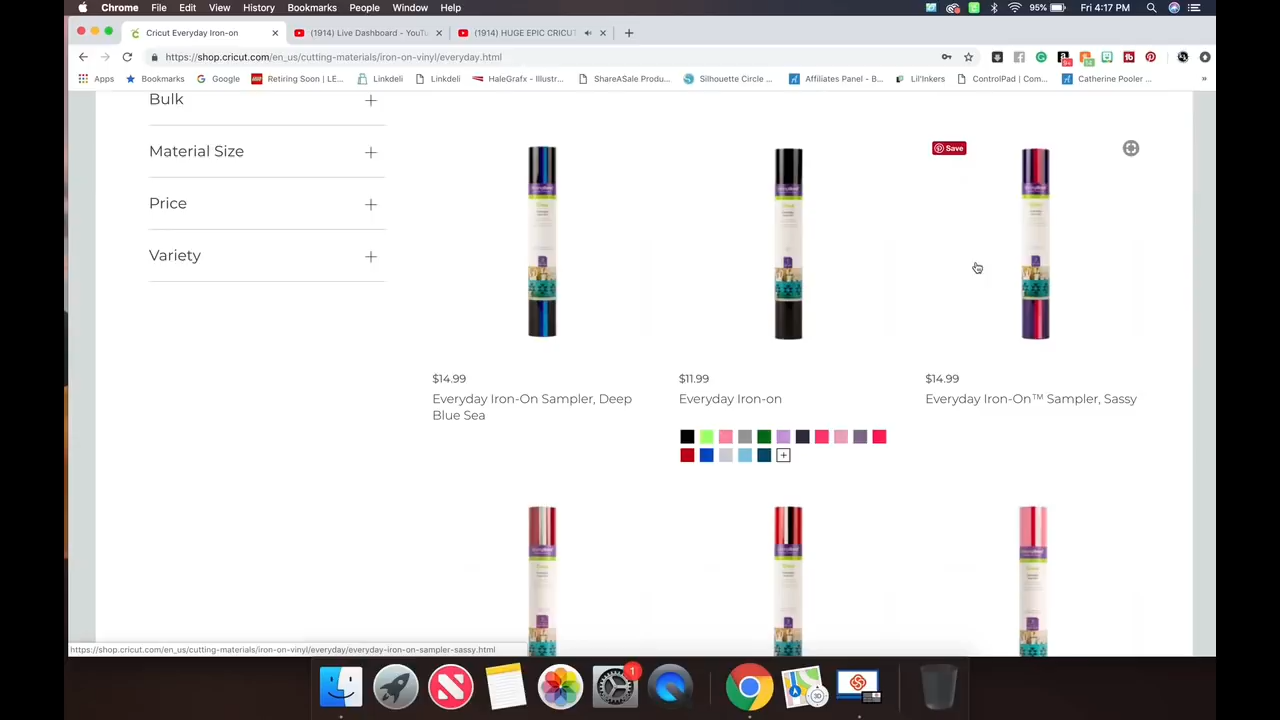 Chrome File Edit View History Bookmarks People Window Help 95% Fri 4:17 PM
Cricut Everyday Iron-on
(1914) Live Dashboard - YouTu
(1914) HUGE EPIC CRICUT
https://shop.cricut.com/en_us/cutting-materials/iron-on-vinyl/everyday.html
Apps Bookmarks Google Retiring Soon | LE... Linkdeli Linkdeli HaleGrafx - Illustr... ShareASale Produ... Silhouette Circle ... Affiliates Panel - B... Lil'Inkers ControlPad | Com... Catherine Pooler ... »
Bulk
Material Size
Price
Variety
Save
$14.99
Everyday Iron-On Sampler, Deep
Blue Sea
$11.99
Everyday Iron-on
$14.99
Everyday Iron-On™ Sampler, Sassy
https://shop.cricut.com/en_us/cutting-materials/iron-on-vinyl/everyday/everyday-iron-on-sampler-sassy.html
1
3D